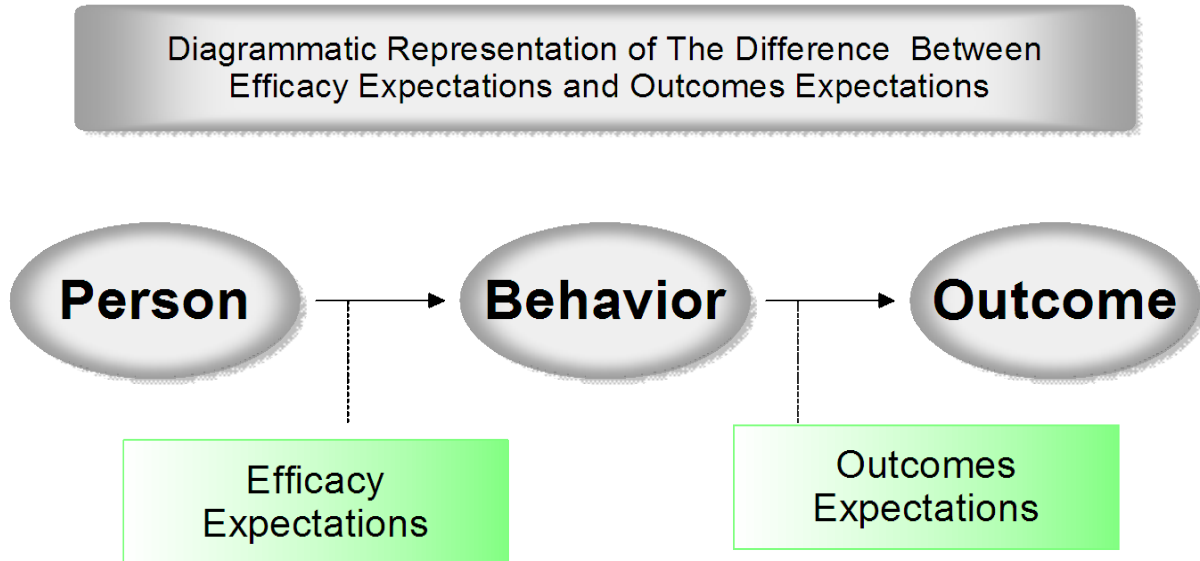 Diagrammatic Representation of The Difference  Between
Efficacy Expectations and Outcomes Expectations
Person
Behavior
Outcome
Efficacy
Expectations
Outcomes
Expectations